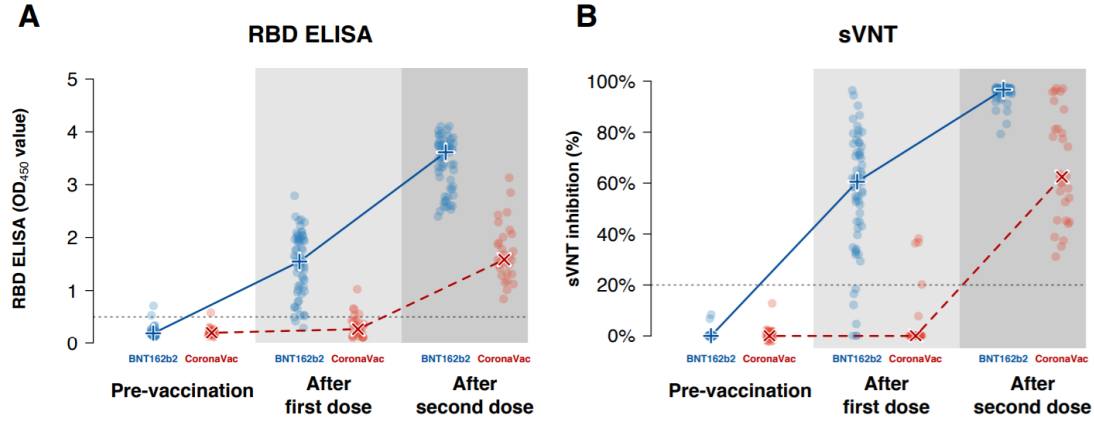 A
RBD ELISA
RBD ELISA (OD450 value)
5
4
3
2
1
0
BNT162b2 CoronaVac BNT162b2 CoronaVac BNT162b2 CoronaVac
Pre-vaccination
After
first dose
After
second dose
B
sVNT
sVNT inhibition (%)
100%
80%
60%
40%
20%
0%
BNT162b2 CoronaVac BNT162b2 CoronaVac BNT162b2 CoronaVac
Pre-vaccination
After
first dose
After
second dose